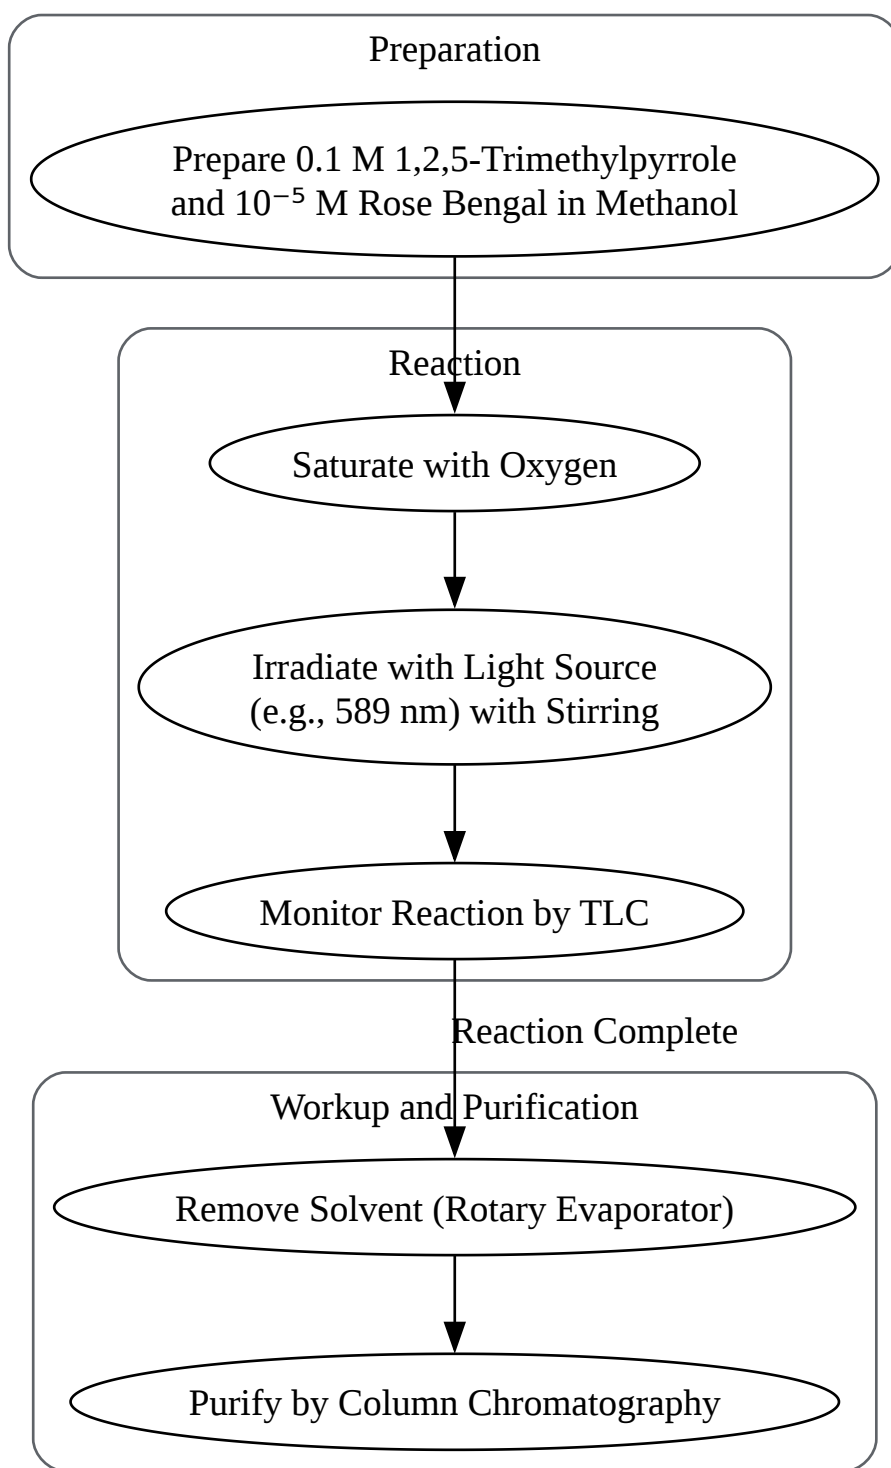 Preparation
Prepare 0.1 M 1,2,5-Trimethylpyrrole
and 10⁻⁵ M Rose Bengal in Methanol
Reaction
Saturate with Oxygen
Irradiate with Light Source
(e.g., 589 nm) with Stirring
Monitor Reaction by TLC
Reaction Complete
Workup and Purification
Remove Solvent (Rotary Evaporator)
Purify by Column Chromatography